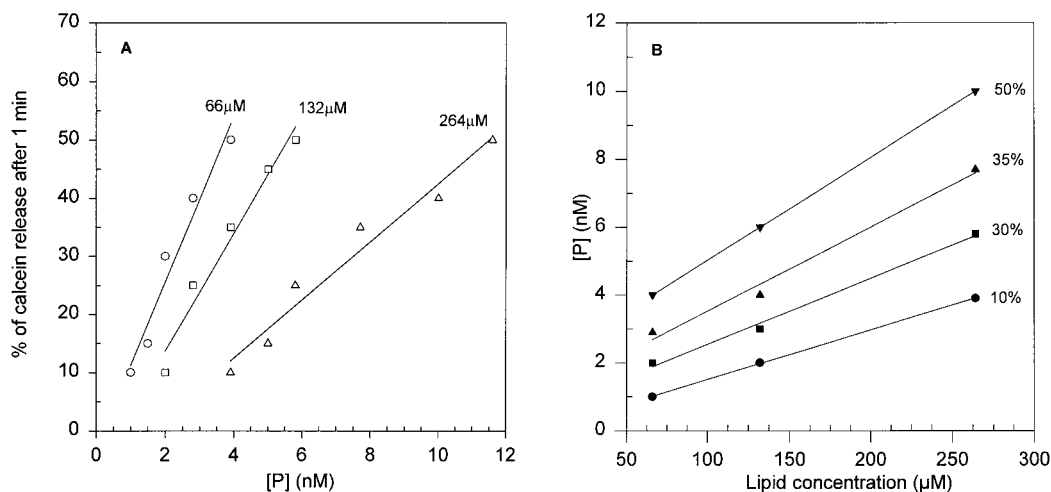 A
70
60
50
40
30
20
10
0
% of calcein release after 1 min
66µM
132µM
264µM
0 2 4 6 8 10 12
[P] (nM)
B
12
10
8
6
4
2
0
[P] (nM)
50%
35%
30%
10%
50 100 150 200 250 300
Lipid concentration (µM)